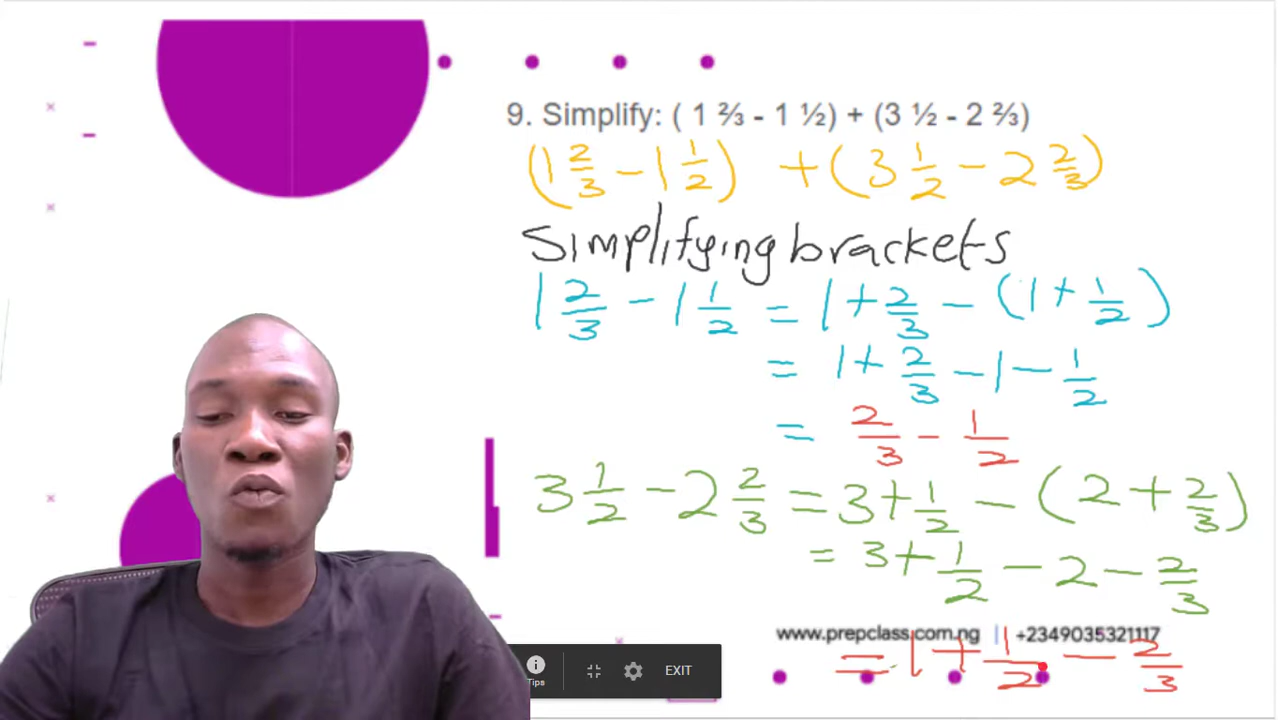 9. Simplify: ( 1 ⅔ - 1 ½) + (3 ½ - 2 ⅔)
(1 2/3 - 1 1/2) + (3 1/2 - 2 2/3)
Simplifying brackets
1 2/3 - 1 1/2 = 1 + 2/3 - (1 + 1/2)
= 1 + 2/3 - 1 - 1/2
= 2/3 - 1/2
3 1/2 - 2 2/3 = 3 + 1/2 - (2 + 2/3)
= 3 + 1/2 - 2 - 2/3
www.prepclass.com.ng | +2349035321117
= 1 + 1/2 - 2/3
Tips EXIT